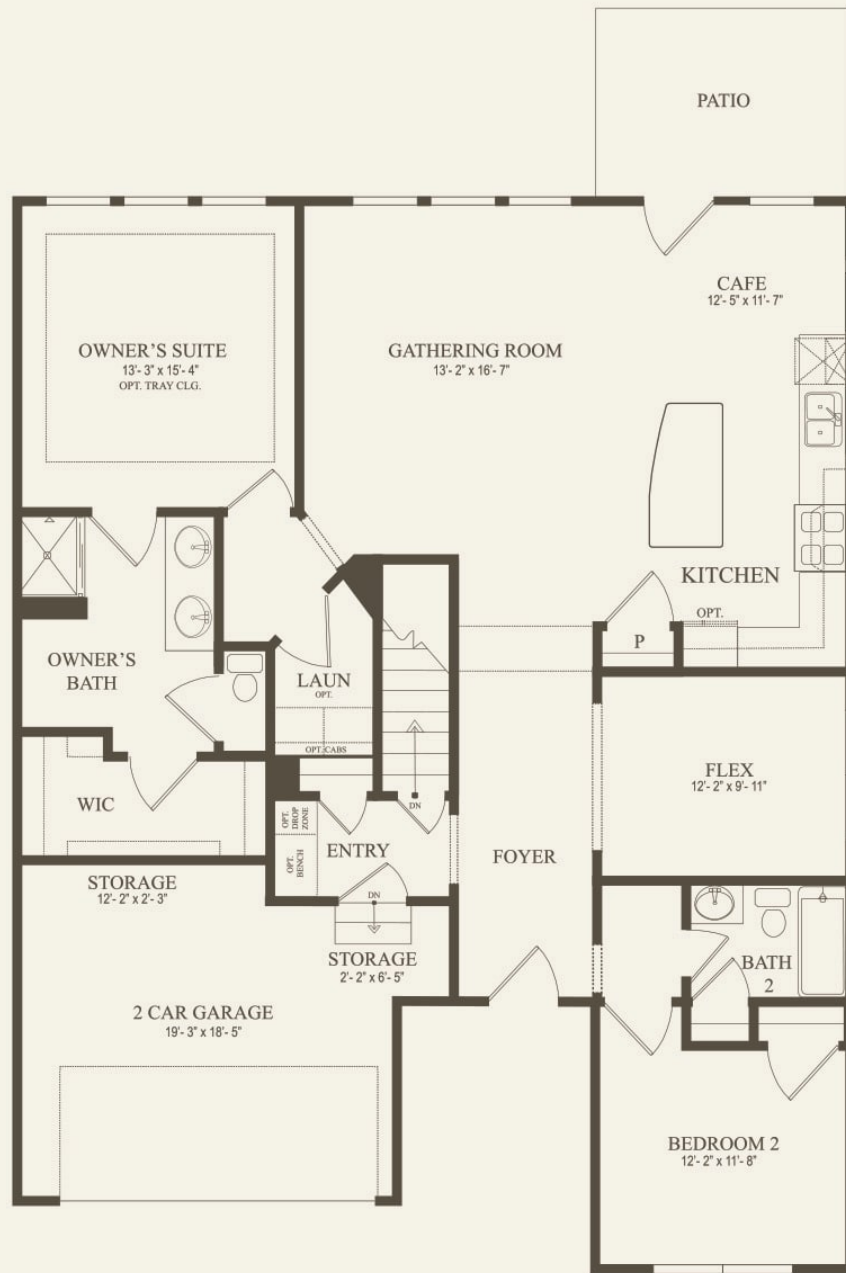 PATIO
CAFE
12'- 5" x 11'- 7"
OWNER'S SUITE
13'- 3" x 15'- 4"
OPT. TRAY CLG.
GATHERING ROOM
13'- 2" x 16'- 7"
KITCHEN
OPT.
P
OWNER'S
BATH
LAUN
OPT.
OPT. CABS
WIC
FLEX
12'- 2" x 9'- 11"
DN
OPT.
DROP
ZONE
OPT.
BENCH
ENTRY
FOYER
STORAGE
12'- 2" x 2'- 3"
DN
STORAGE
2'- 2" x 6'- 5"
BATH
2
2 CAR GARAGE
19'- 3" x 18'- 5"
BEDROOM 2
12'- 2" x 11'- 8"